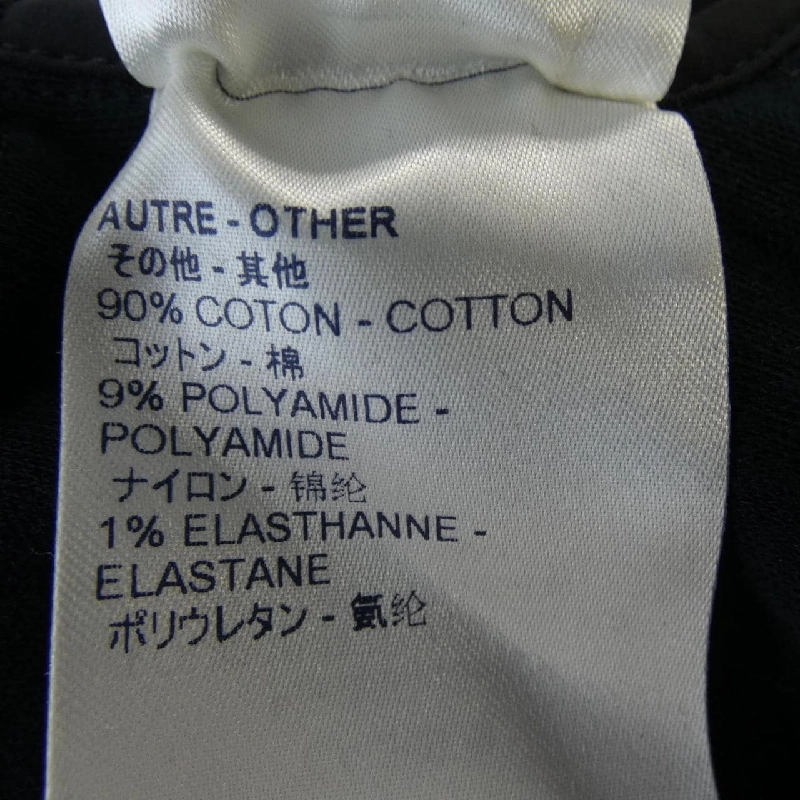 AUTRE - OTHER
その他 - 其他
90% COTON - COTTON
コットン - 棉
9% POLYAMIDE -
POLYAMIDE
ナイロン - 锦纶
1% ELASTHANNE -
ELASTANE
ポリウレタン - 氨纶